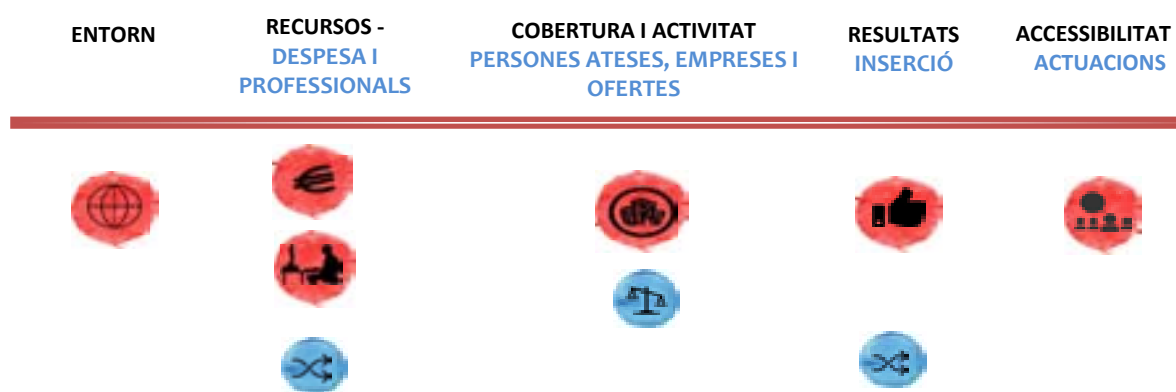 ENTORN
RECURSOS -
DESPESA I
PROFESSIONALS
COBERTURA I ACTIVITAT
PERSONES ATESES, EMPRESES I
OFERTES
RESULTATS
INSERCIÓ
ACCESSIBILITAT
ACTUACIONS